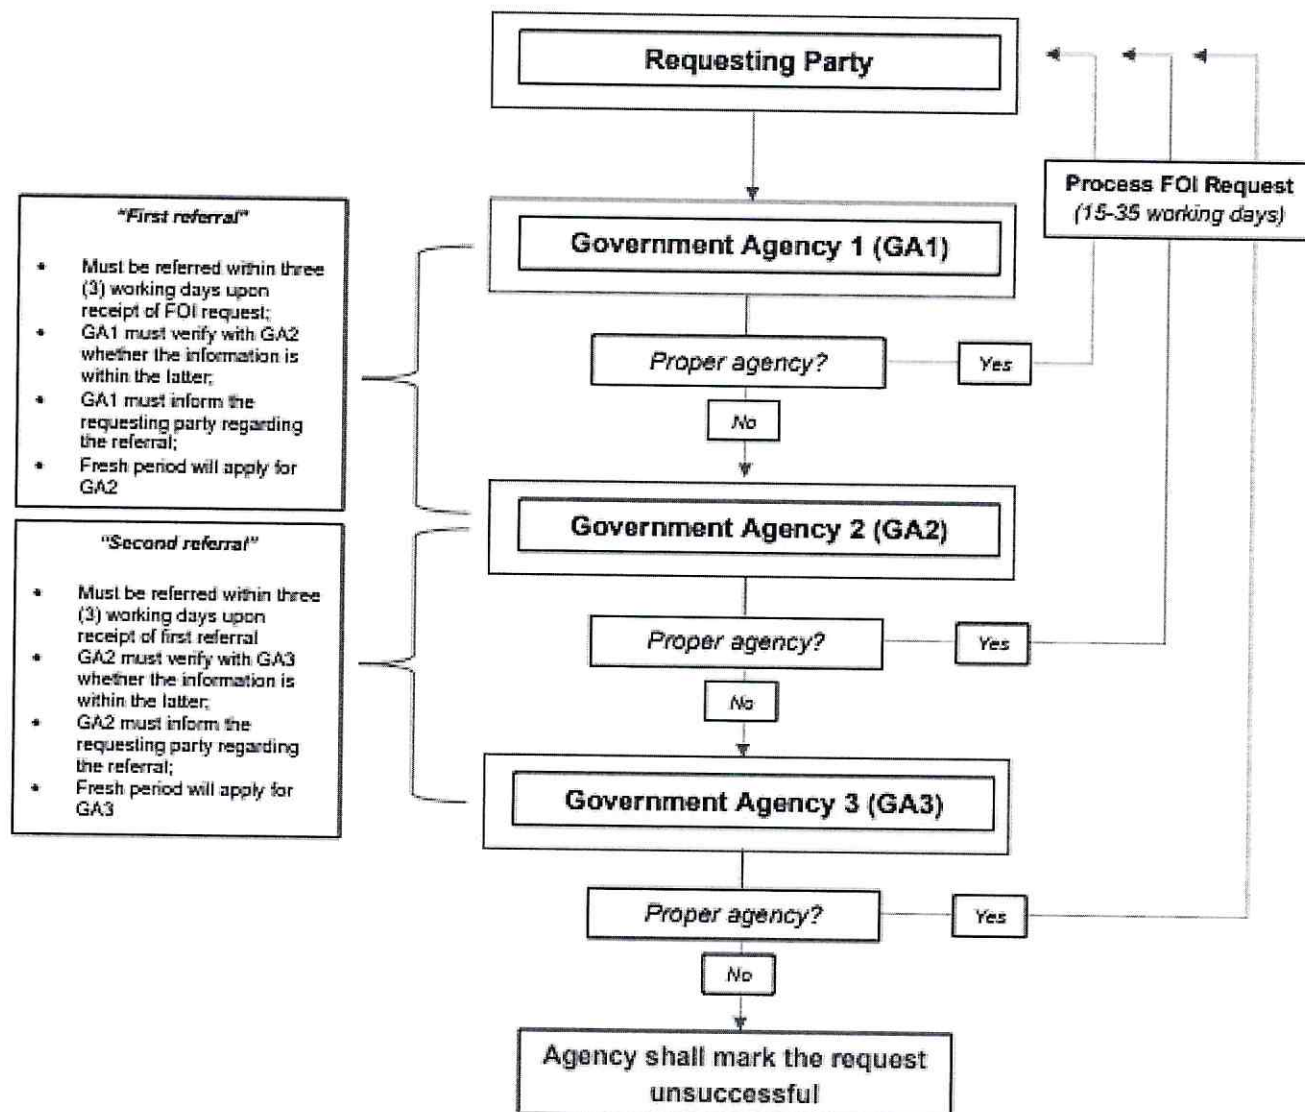 Requesting Party
Process FOI Request
(15-35 working days)
"First referral"
• Must be referred within three
(3) working days upon
receipt of FOI request;
• GA1 must verify with GA2
whether the information is
within the latter;
• GA1 must inform the
requesting party regarding
the referral;
• Fresh period will apply for
GA2
Government Agency 1 (GA1)
Proper agency?
Yes
No
Government Agency 2 (GA2)
"Second referral"
• Must be referred within three
(3) working days upon
receipt of first referral
• GA2 must verify with GA3
whether the information is
within the latter;
• GA2 must inform the
requesting party regarding
the referral;
• Fresh period will apply for
GA3
Proper agency?
Yes
No
Government Agency 3 (GA3)
Proper agency?
Yes
No
Agency shall mark the request
unsuccessful